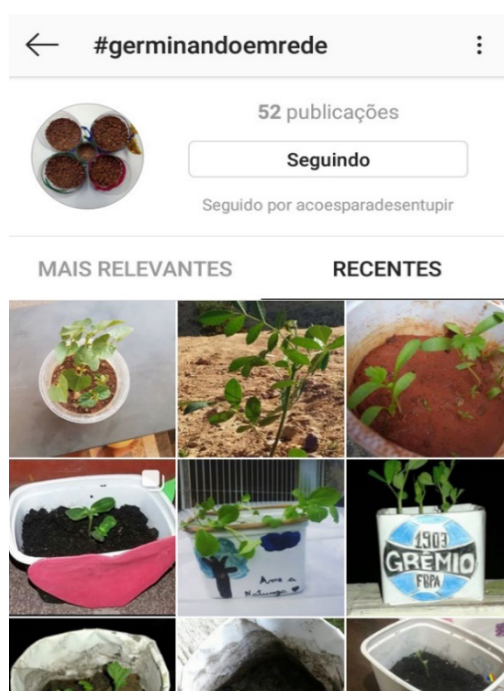 #germinandoemrede
52 publicações
Seguindo
Seguido por acoesparadesentupir
MAIS RELEVANTES
RECENTES
Ame a
Natureza
1903
GRÊMIO
FBPA